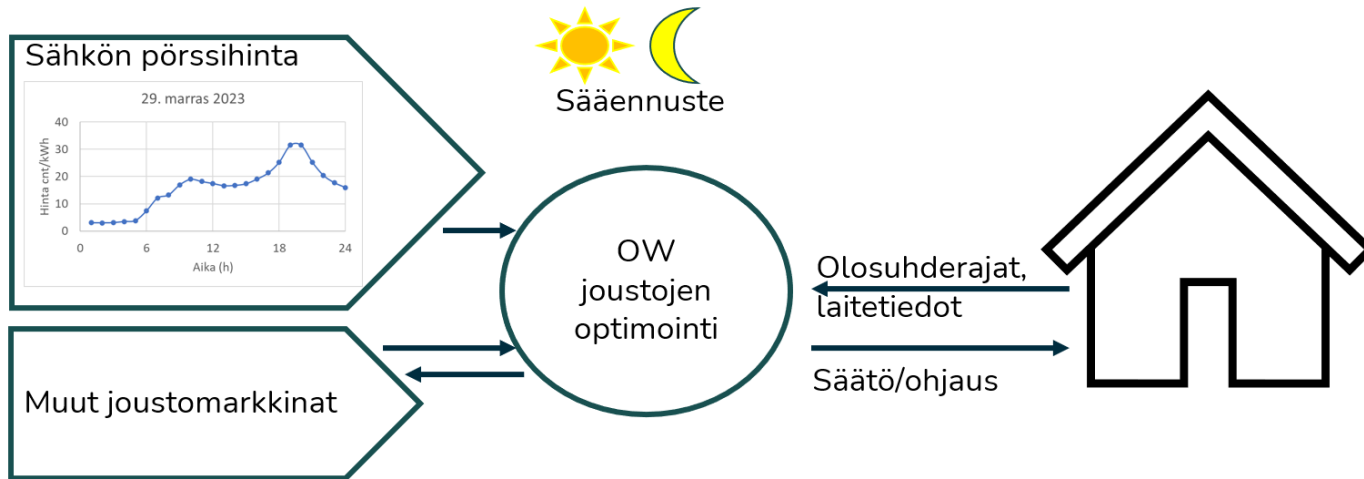 Sähkön pörssihinta
29. marras 2023
Hinta cnt/kWh
40
30
20
10
0
0 6 12 18 24
Aika (h)
Muut joustomarkkinat
Sääennuste
OW
joustojen
optimointi
Olosuhderajat,
laitetiedot
Säätö/ohjaus